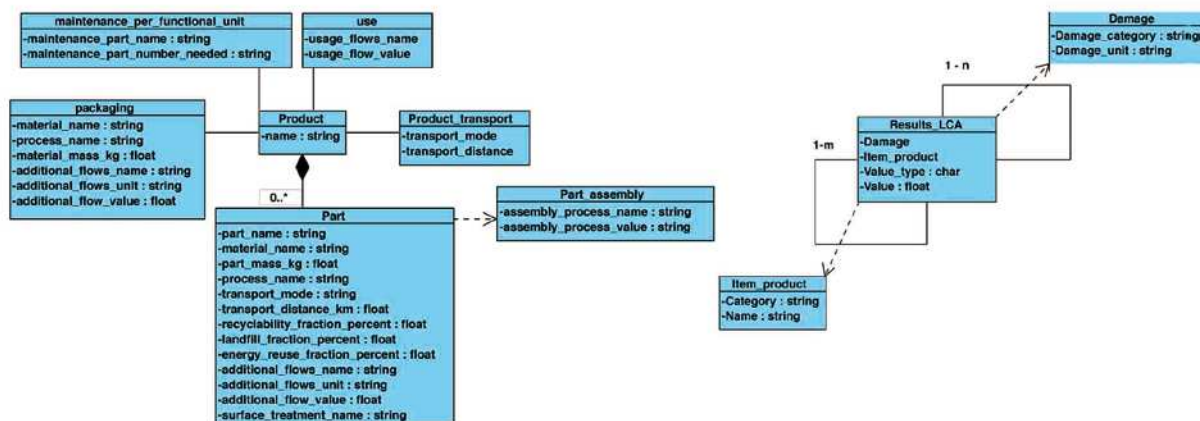 maintenance_per_functional_unit
-maintenance_part_name : string
-maintenance_part_number_needed : string
use
-usage_flows_name
-usage_flow_value
packaging
-material_name : string
-process_name : string
-material_mass_kg : float
-additional_flows_name : string
-additional_flows_unit : string
-additional_flow_value : float
Product
-name : string
Product_transport
-transport_mode
-transport_distance
0..*
Part
-part_name : string
-material_name : string
-part_mass_kg : float
-process_name : string
-transport_mode : string
-transport_distance_km : float
-recyclability_fraction_percent : float
-landfill_fraction_percent : float
-energy_reuse_fraction_percent : float
-additional_flows_name : string
-additional_flows_unit : string
-additional_flow_value : float
-surface_treatment_name : string
Part_assembly
-assembly_process_name : string
-assembly_process_value : string
Damage
-Damage_category : string
-Damage_unit : string
1 - n
Results_LCA
-Damage
-Item_product
-Value_type : char
-Value : float
1-m
Item_product
-Category : string
-Name : string